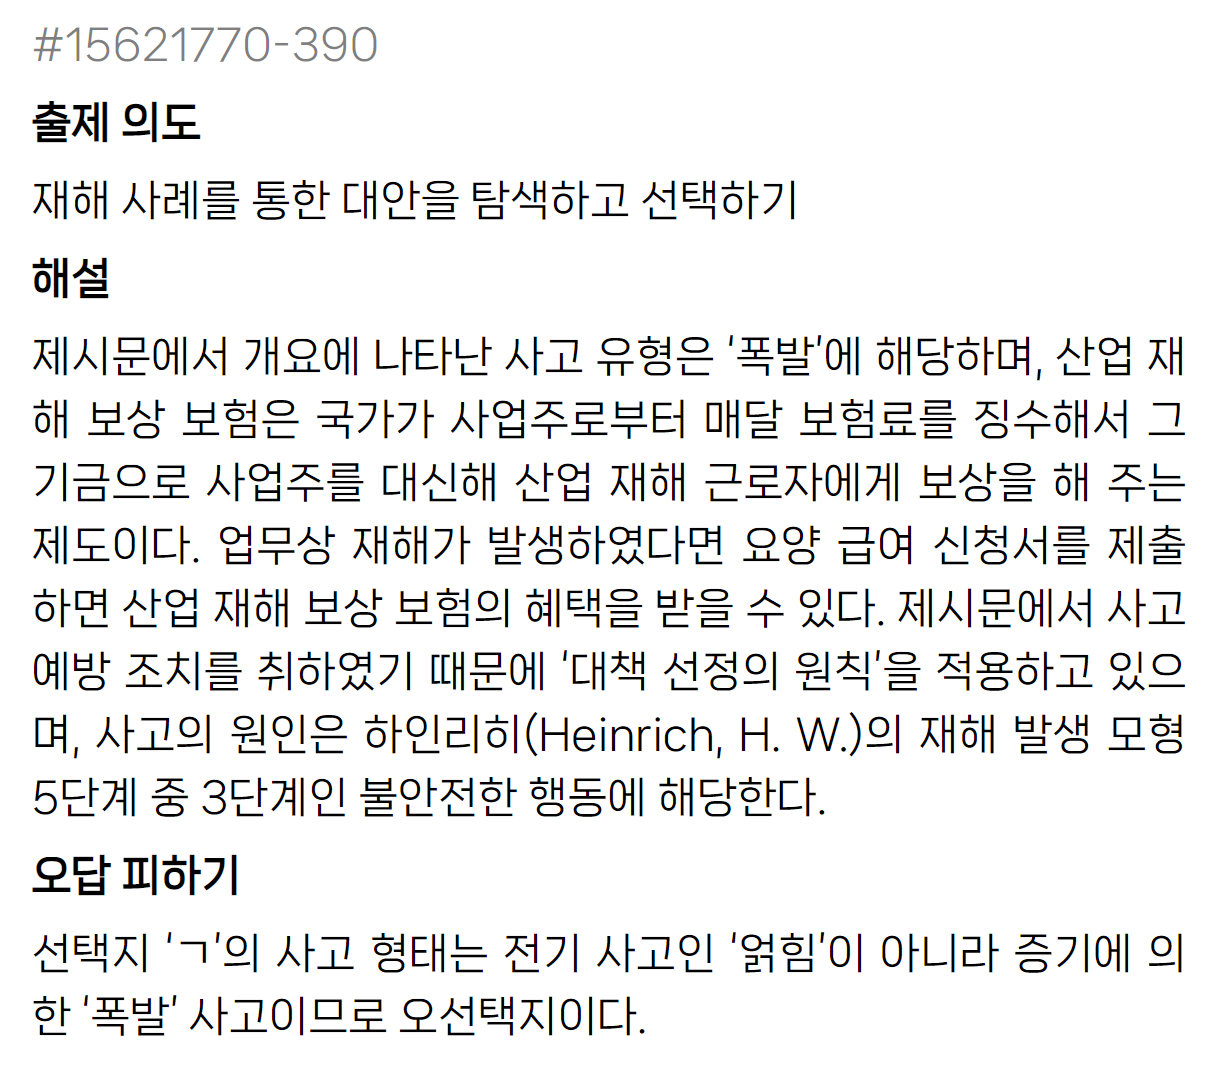 #15621770-390
출제 의도
재해 사례를 통한 대안을 탐색하고 선택하기
해설
제시문에서 개요에 나타난 사고 유형은 '폭발'에 해당하며, 산업 재
해 보상 보험은 국가가 사업주로부터 매달 보험료를 징수해서 그
기금으로 사업주를 대신해 산업 재해 근로자에게 보상을 해 주는
제도이다. 업무상 재해가 발생하였다면 요양 급여 신청서를 제출
하면 산업 재해 보상 보험의 혜택을 받을 수 있다. 제시문에서 사고
예방 조치를 취하였기 때문에 '대책 선정의 원칙'을 적용하고 있으
며, 사고의 원인은 하인리히(Heinrich, H. W.)의 재해 발생 모형
5단계 중 3단계인 불안전한 행동에 해당한다.
오답 피하기
선택지 'ㄱ'의 사고 형태는 전기 사고인 '얽힘'이 아니라 증기에 의
한 '폭발' 사고이므로 오선택지이다.